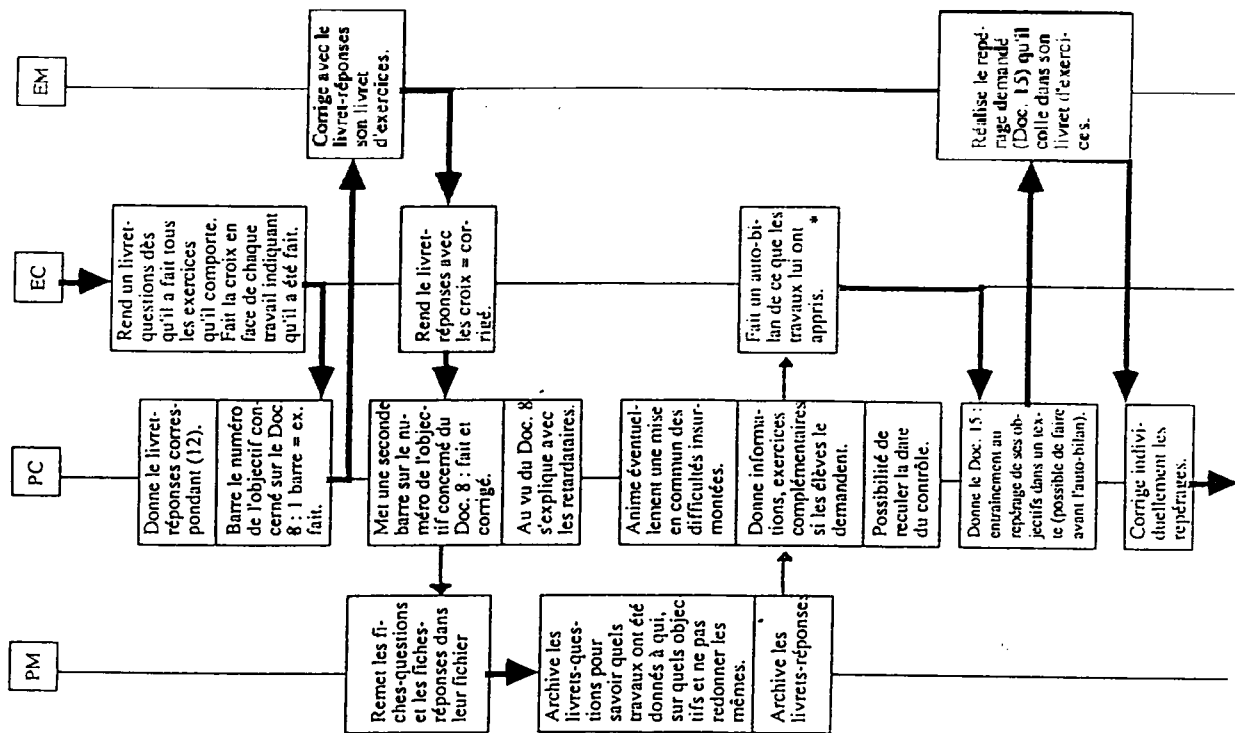 PM
PC
EC
EM
Rend un livret-
questions dès
qu'il a fait tous
les exercices
qu'il comporte.
Fait la croix en
face de chaque
travail indiquant
qu'il a été fait.
Donne le livret-
réponses corres-
pondant (12).
Barre le numéro
de l'objectif con-
cerné sur le Doc
8 : 1 barre = ex.
fait.
Corrige avec le
livret-réponses
son livret
d'exercices.
Rend le livret-
réponses avec
les croix = cor-
rigé.
Met une seconde
barre sur le nu-
méro de l'objec-
tif concerné du
Doc. 8 : fait et
corrigé.
Au vu du Doc. 8
s'explique avec
les retardataires.
Remet les fi-
ches-questions
et les fiches-
réponses dans
leur fichier
Archive les
livrets-ques-
tions pour
savoir quels
travaux ont été
donnés à qui,
sur quels objec
tifs et ne pas
redonner les
mêmes.
Archive les
livrets-réponses
Anime éventuel-
lement une mise
en commun des
difficultés insur-
montées.
Donne informa-
tions, exercices
complémentaires
si les élèves le
demandent.
Possibilité de
reculer la date
du contrôle.
Fait un auto-bi-
lan de ce que les
travaux lui ont
appris. *
Donne le Doc. 15 :
entraînement au
repérage de ses ob-
jectifs dans un tex-
te (possible de faire
avant l'auto-bilan).
Réalise le repé-
rage demandé
(Doc. 15) qu'il
colle dans son
livret d'exerci-
ces.
Corrige indivi-
duellement les
repérages.